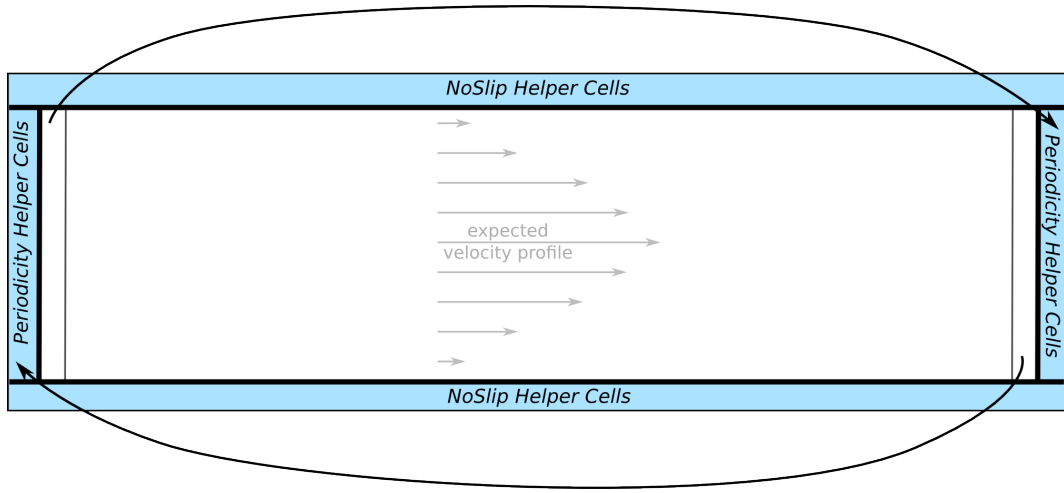 NoSlip Helper Cells
Periodicity Helper Cells
expected
velocity profile
Periodicity Helper Cells
NoSlip Helper Cells